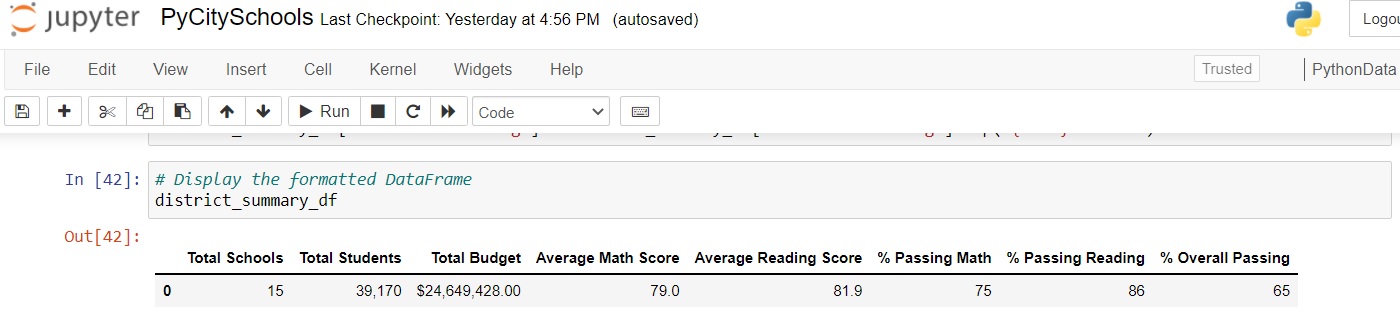 jupyter PyCitySchools Last Checkpoint: Yesterday at 4:56 PM (autosaved)
File Edit View Insert Cell Kernel Widgets Help Trusted PythonData
Run Code
In [42]: # Display the formatted DataFrame
district_summary_df
Out[42]:
Total Schools Total Students Total Budget Average Math Score Average Reading Score % Passing Math % Passing Reading % Overall Passing
0 15 39,170 $24,649,428.00 79.0 81.9 75 86 65